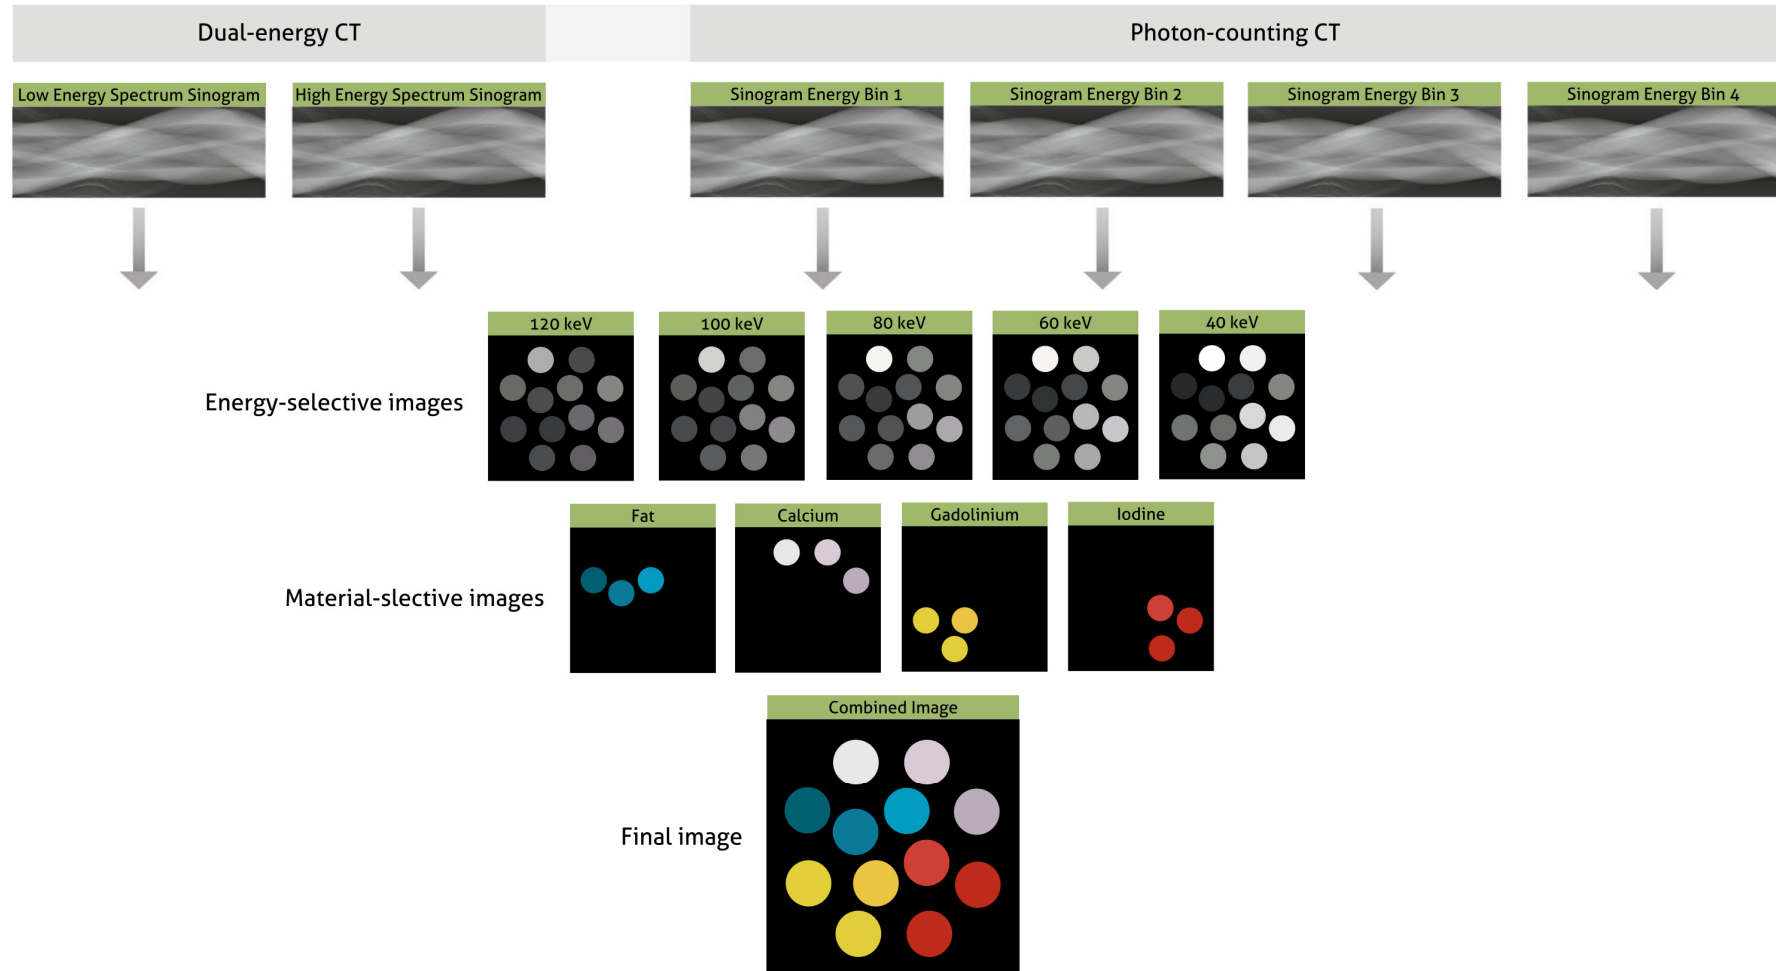 Dual-energy CT
Photon-counting CT
Low Energy Spectrum Sinogram
High Energy Spectrum Sinogram
Sinogram Energy Bin 1
Sinogram Energy Bin 2
Sinogram Energy Bin 3
Sinogram Energy Bin 4
120 keV
100 keV
80 keV
60 keV
40 keV
Energy-selective images
Fat
Calcium
Gadolinium
Iodine
Material-slective images
Combined Image
Final image